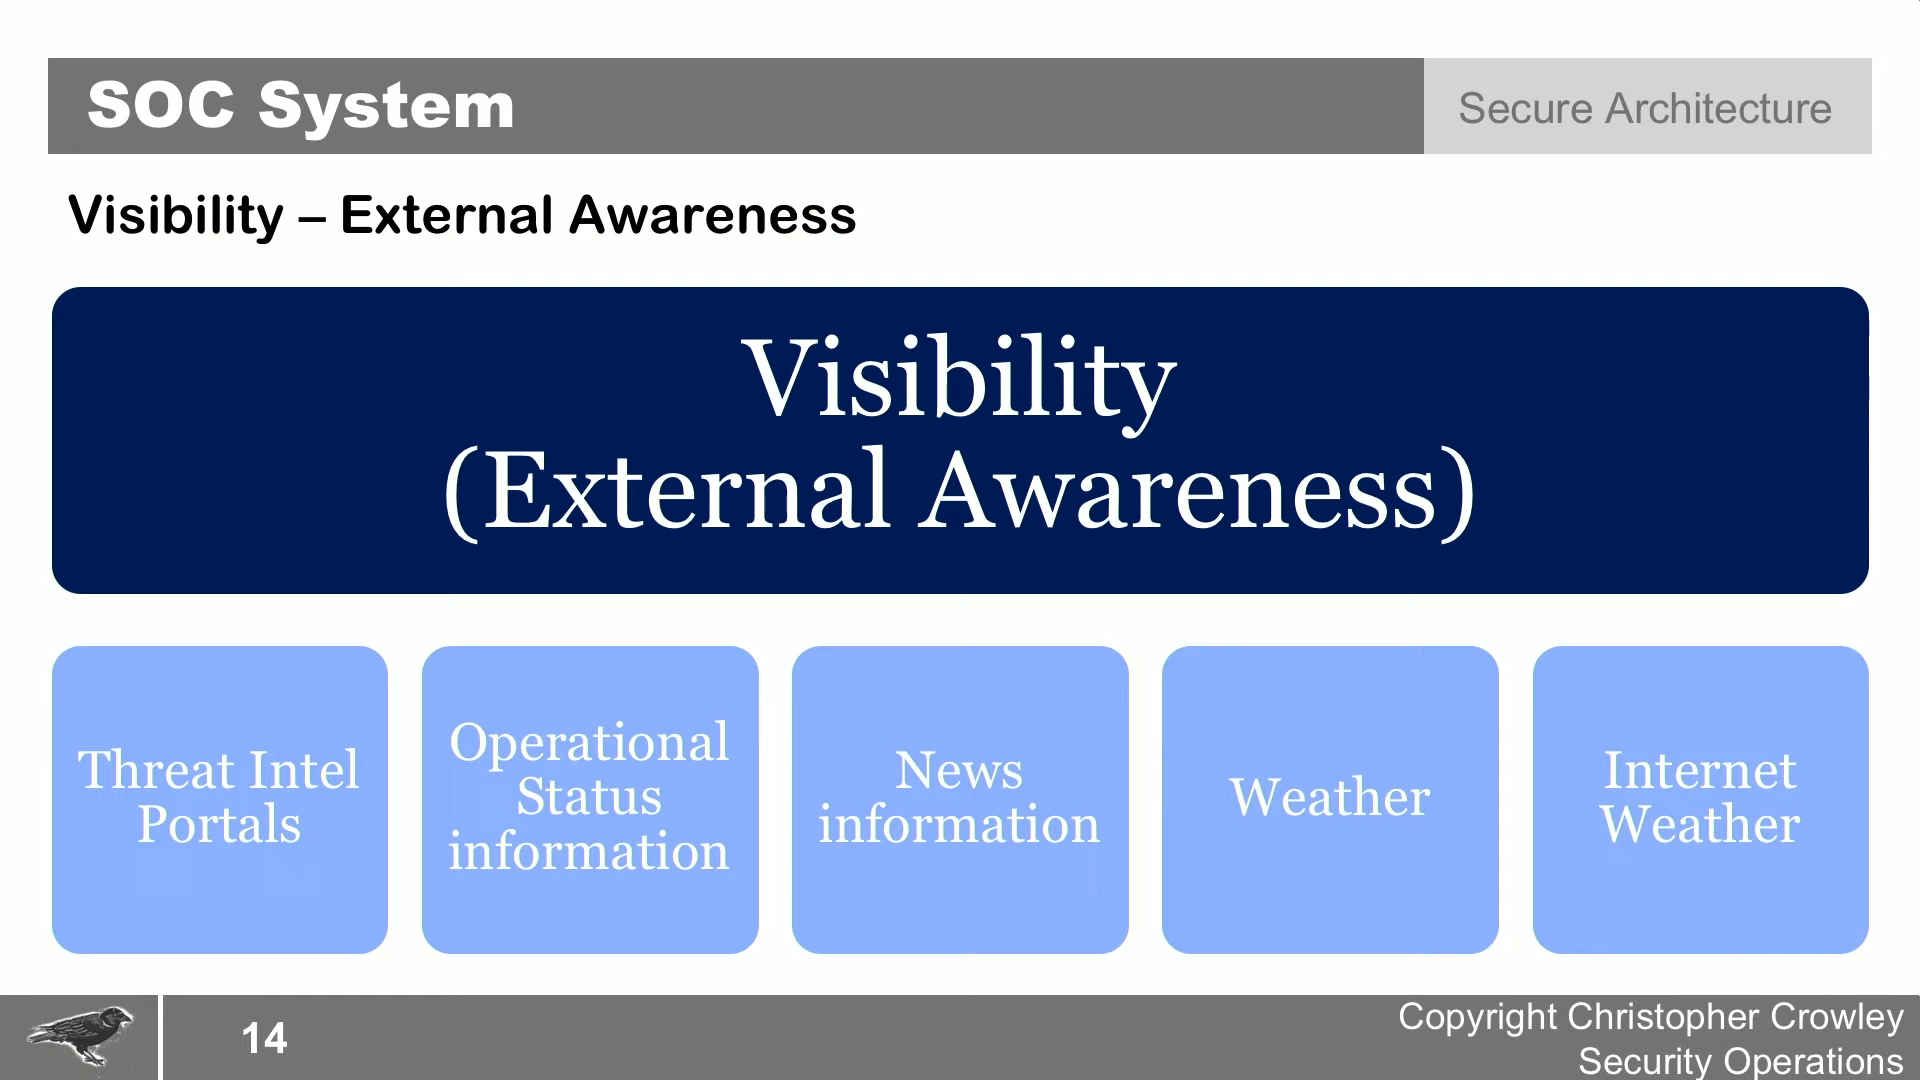 SOC System
Secure Architecture
Visibility – External Awareness
Visibility
(External Awareness)
Threat Intel
Portals
Operational
Status
information
News
information
Weather
Internet
Weather
14
Copyright Christopher Crowley
Security Operations